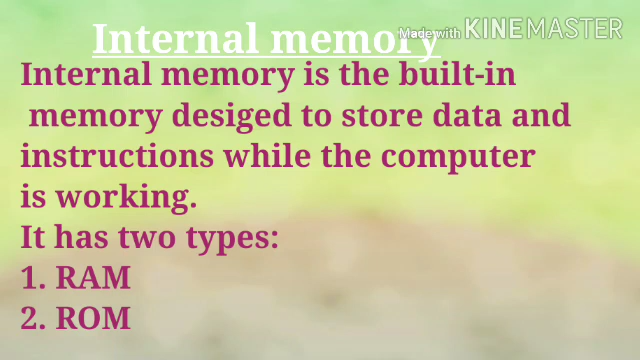 Internal memory
Made with KINEMASTER
Internal memory is the built-in
memory desiged to store data and
instructions while the computer
is working.
It has two types:
1. RAM
2. ROM